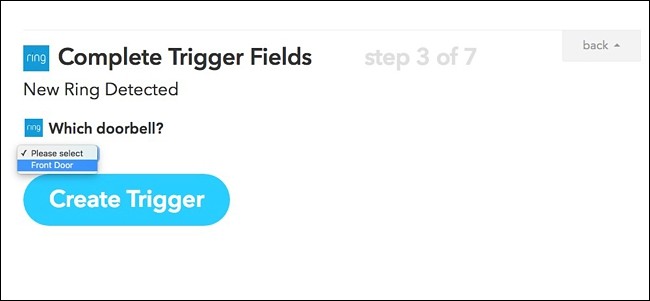 back
ring Complete Trigger Fields step 3 of 7
New Ring Detected
ring Which doorbell?
✓ Please select
Front Door
Create Trigger